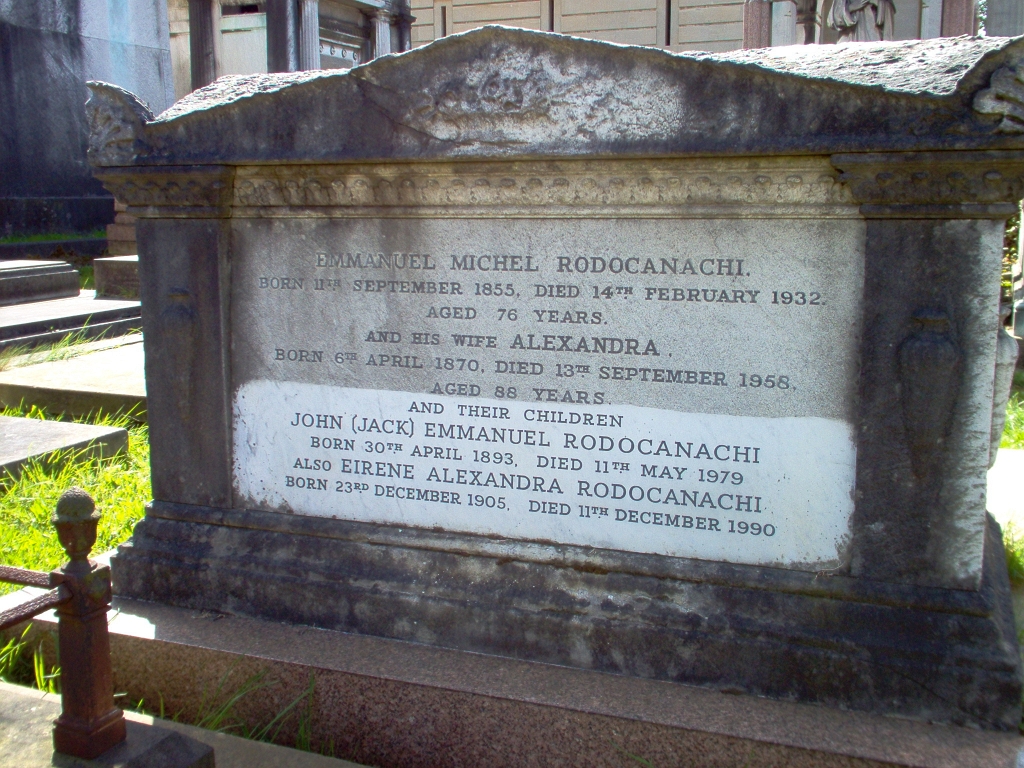 EMMANUEL MICHEL RODOCANACHI.
BORN 11TH SEPTEMBER 1855, DIED 14TH FEBRUARY 1932.
AGED 76 YEARS.
AND HIS WIFE ALEXANDRA.
BORN 6TH APRIL 1870, DIED 13TH SEPTEMBER 1958,
AGED 88 YEARS.
AND THEIR CHILDREN
JOHN (JACK) EMMANUEL RODOCANACHI
BORN 30TH APRIL 1893, DIED 11TH MAY 1979
ALSO EIRENE ALEXANDRA RODOCANACHI
BORN 23RD DECEMBER 1905, DIED 11TH DECEMBER 1990